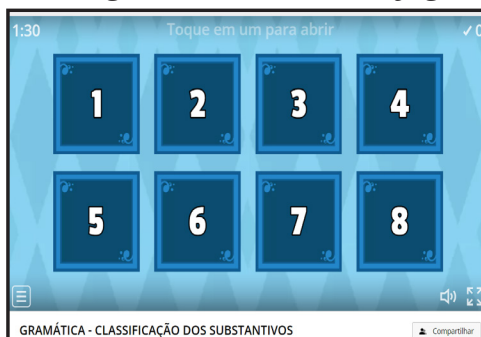 1:30 Toque em um para abrir ✓ 0
1 2 3 4
5 6 7 8
GRAMÁTICA - CLASSIFICAÇÃO DOS SUBSTANTIVOS
Compartilhar